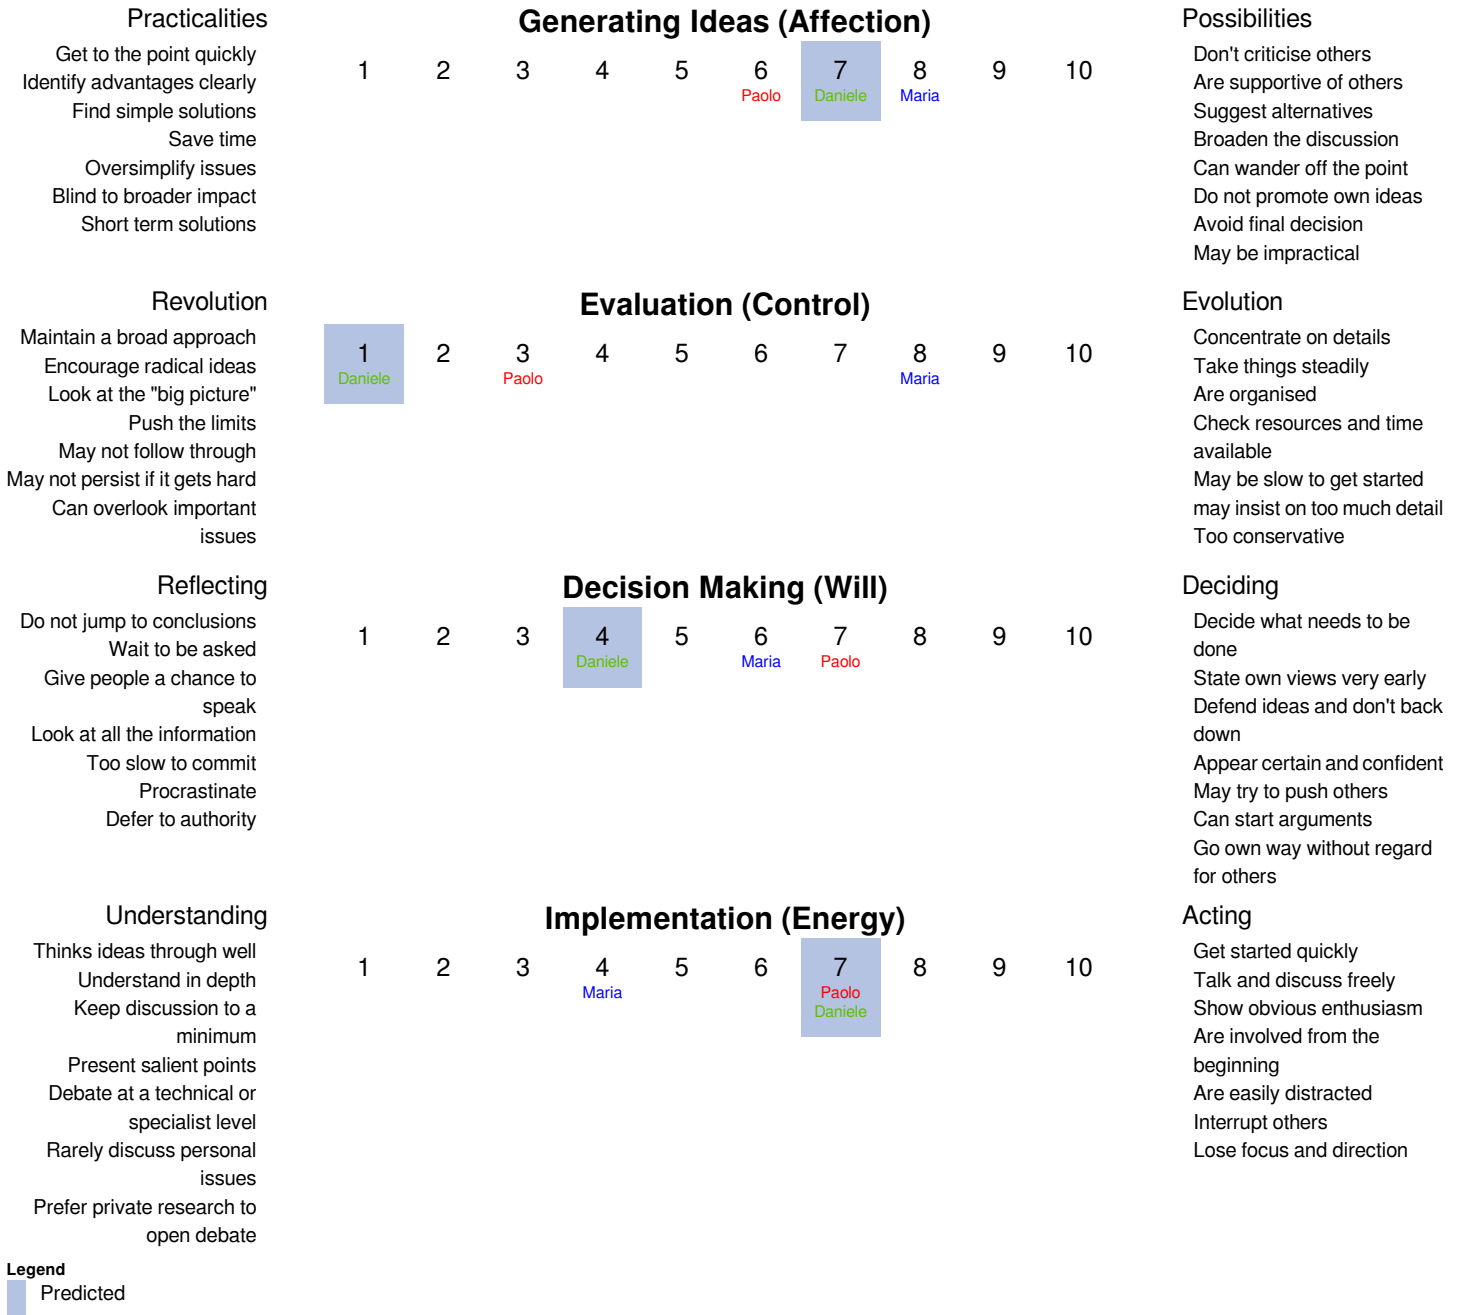 Practicalities
Get to the point quickly
Identify advantages clearly
Find simple solutions
Save time
Oversimplify issues
Blind to broader impact
Short term solutions
Generating Ideas (Affection)
1 2 3 4 5 6 7 8 9 10
Paolo Daniele Maria
Possibilities
Don't criticise others
Are supportive of others
Suggest alternatives
Broaden the discussion
Can wander off the point
Do not promote own ideas
Avoid final decision
May be impractical
Revolution
Maintain a broad approach
Encourage radical ideas
Look at the "big picture"
Push the limits
May not follow through
May not persist if it gets hard
Can overlook important
issues
Evaluation (Control)
1 2 3 4 5 6 7 8 9 10
Daniele Paolo Maria
Evolution
Concentrate on details
Take things steadily
Are organised
Check resources and time
available
May be slow to get started
may insist on too much detail
Too conservative
Reflecting
Do not jump to conclusions
Wait to be asked
Give people a chance to
speak
Look at all the information
Too slow to commit
Procrastinate
Defer to authority
Decision Making (Will)
1 2 3 4 5 6 7 8 9 10
Daniele Maria Paolo
Deciding
Decide what needs to be
done
State own views very early
Defend ideas and don't back
down
Appear certain and confident
May try to push others
Can start arguments
Go own way without regard
for others
Understanding
Thinks ideas through well
Understand in depth
Keep discussion to a
minimum
Present salient points
Debate at a technical or
specialist level
Rarely discuss personal
issues
Prefer private research to
open debate
Implementation (Energy)
1 2 3 4 5 6 7 8 9 10
Maria Paolo
Daniele
Acting
Get started quickly
Talk and discuss freely
Show obvious enthusiasm
Are involved from the
beginning
Are easily distracted
Interrupt others
Lose focus and direction
Legend
Predicted